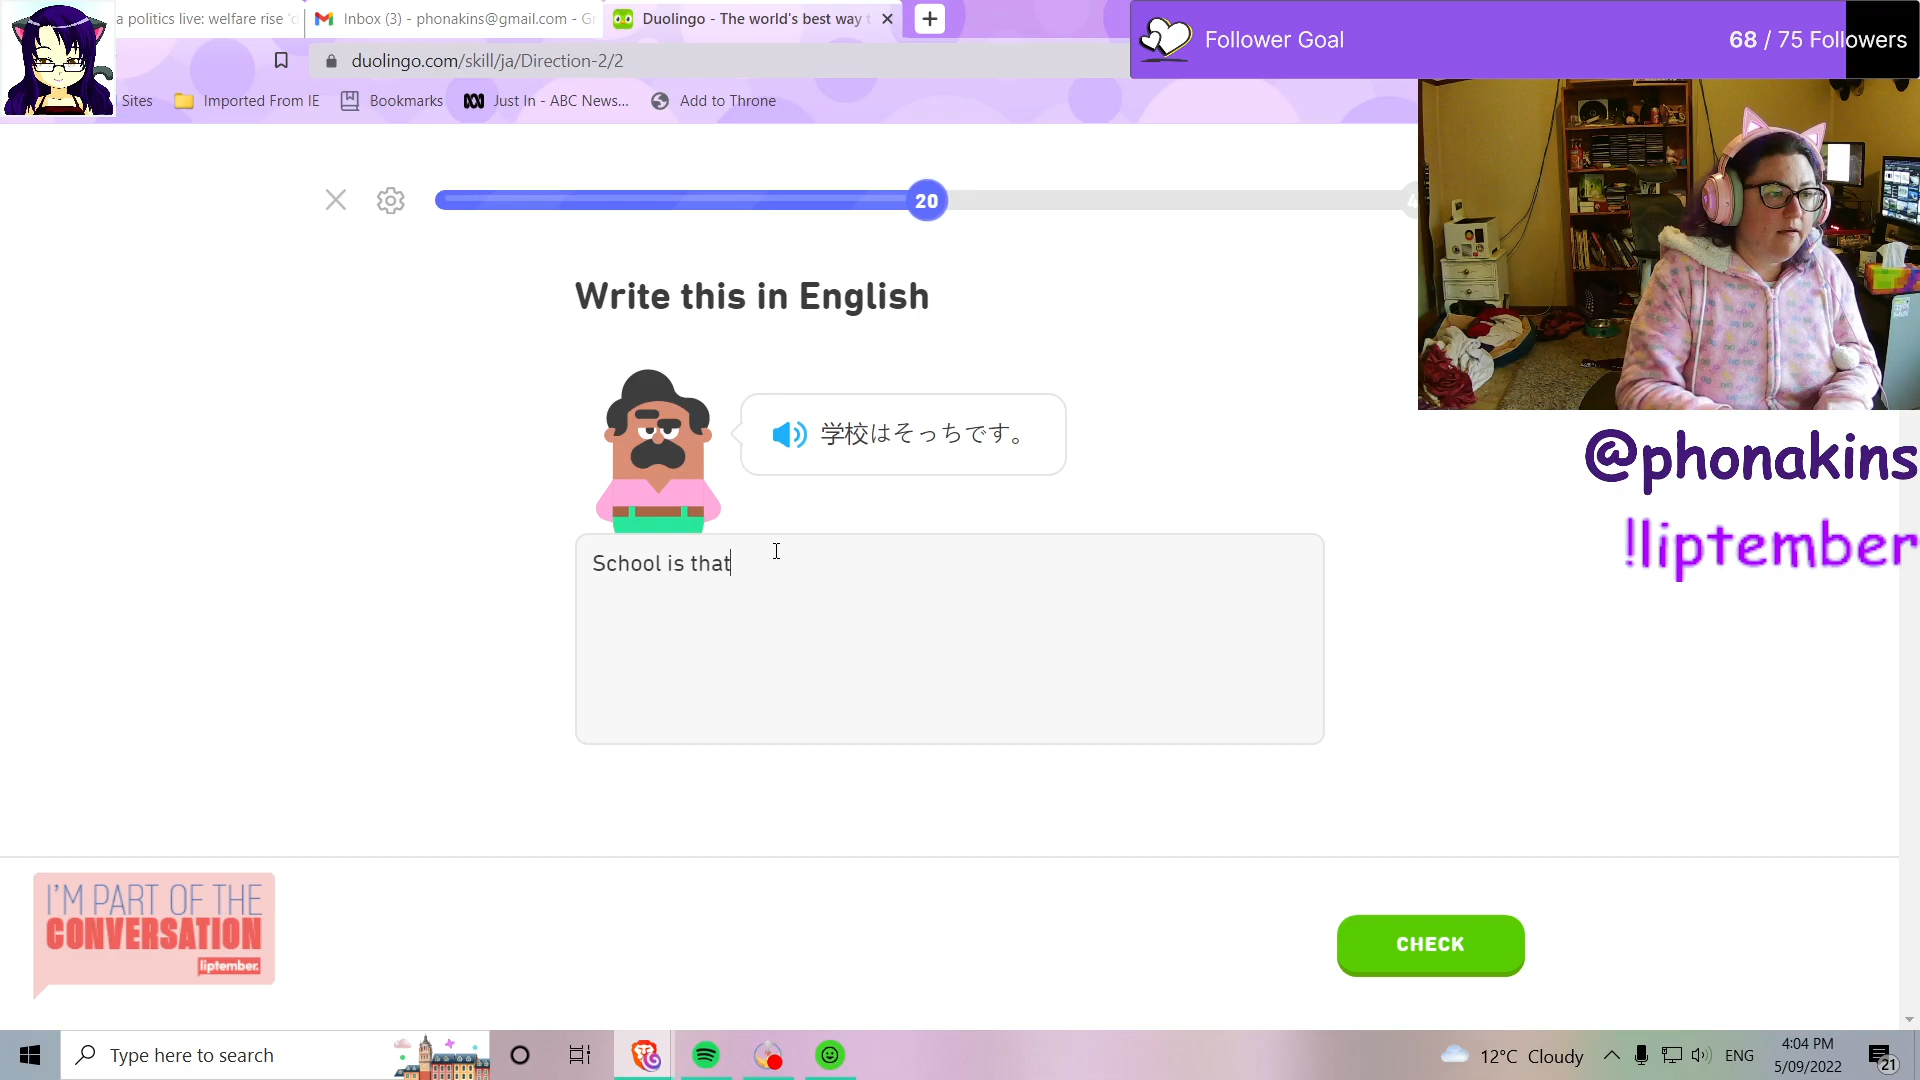 a politics live: welfare rise 'd
Inbox (3) - phonakins@gmail.com - Gr
Duolingo - The world's best way t
Follower Goal
68 / 75 Followers
duolingo.com/skill/ja/Direction-2/2
Sites
Imported From IE
Bookmarks
Just In - ABC News...
Add to Throne
20
Write this in English
学校はそっちです。
@phonakins
!liptember
School is that
I'M PART OF THE
CONVERSATION
liptember.
CHECK
Type here to search
12°C Cloudy
ENG
4:04 PM
5/09/2022
21